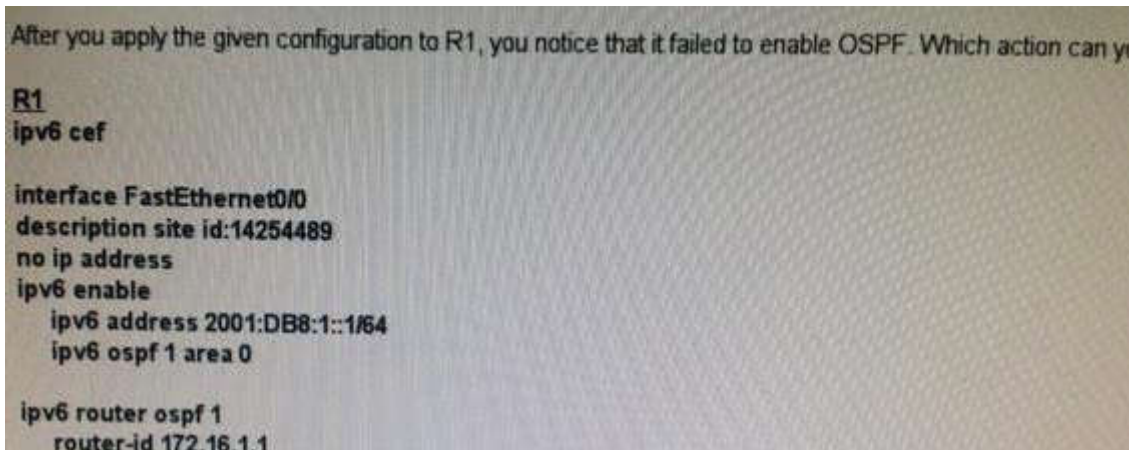 After you apply the given configuration to R1, you notice that it failed to enable OSPF. Which action can
R1
ipv6 cef
interface FastEthernet0/0
description site id:14254489
no ip address
ipv6 enable
ipv6 address 2001:DB8:1::1/64
ipv6 ospf 1 area 0
ipv6 router ospf 1
router-id 172.16.1.1